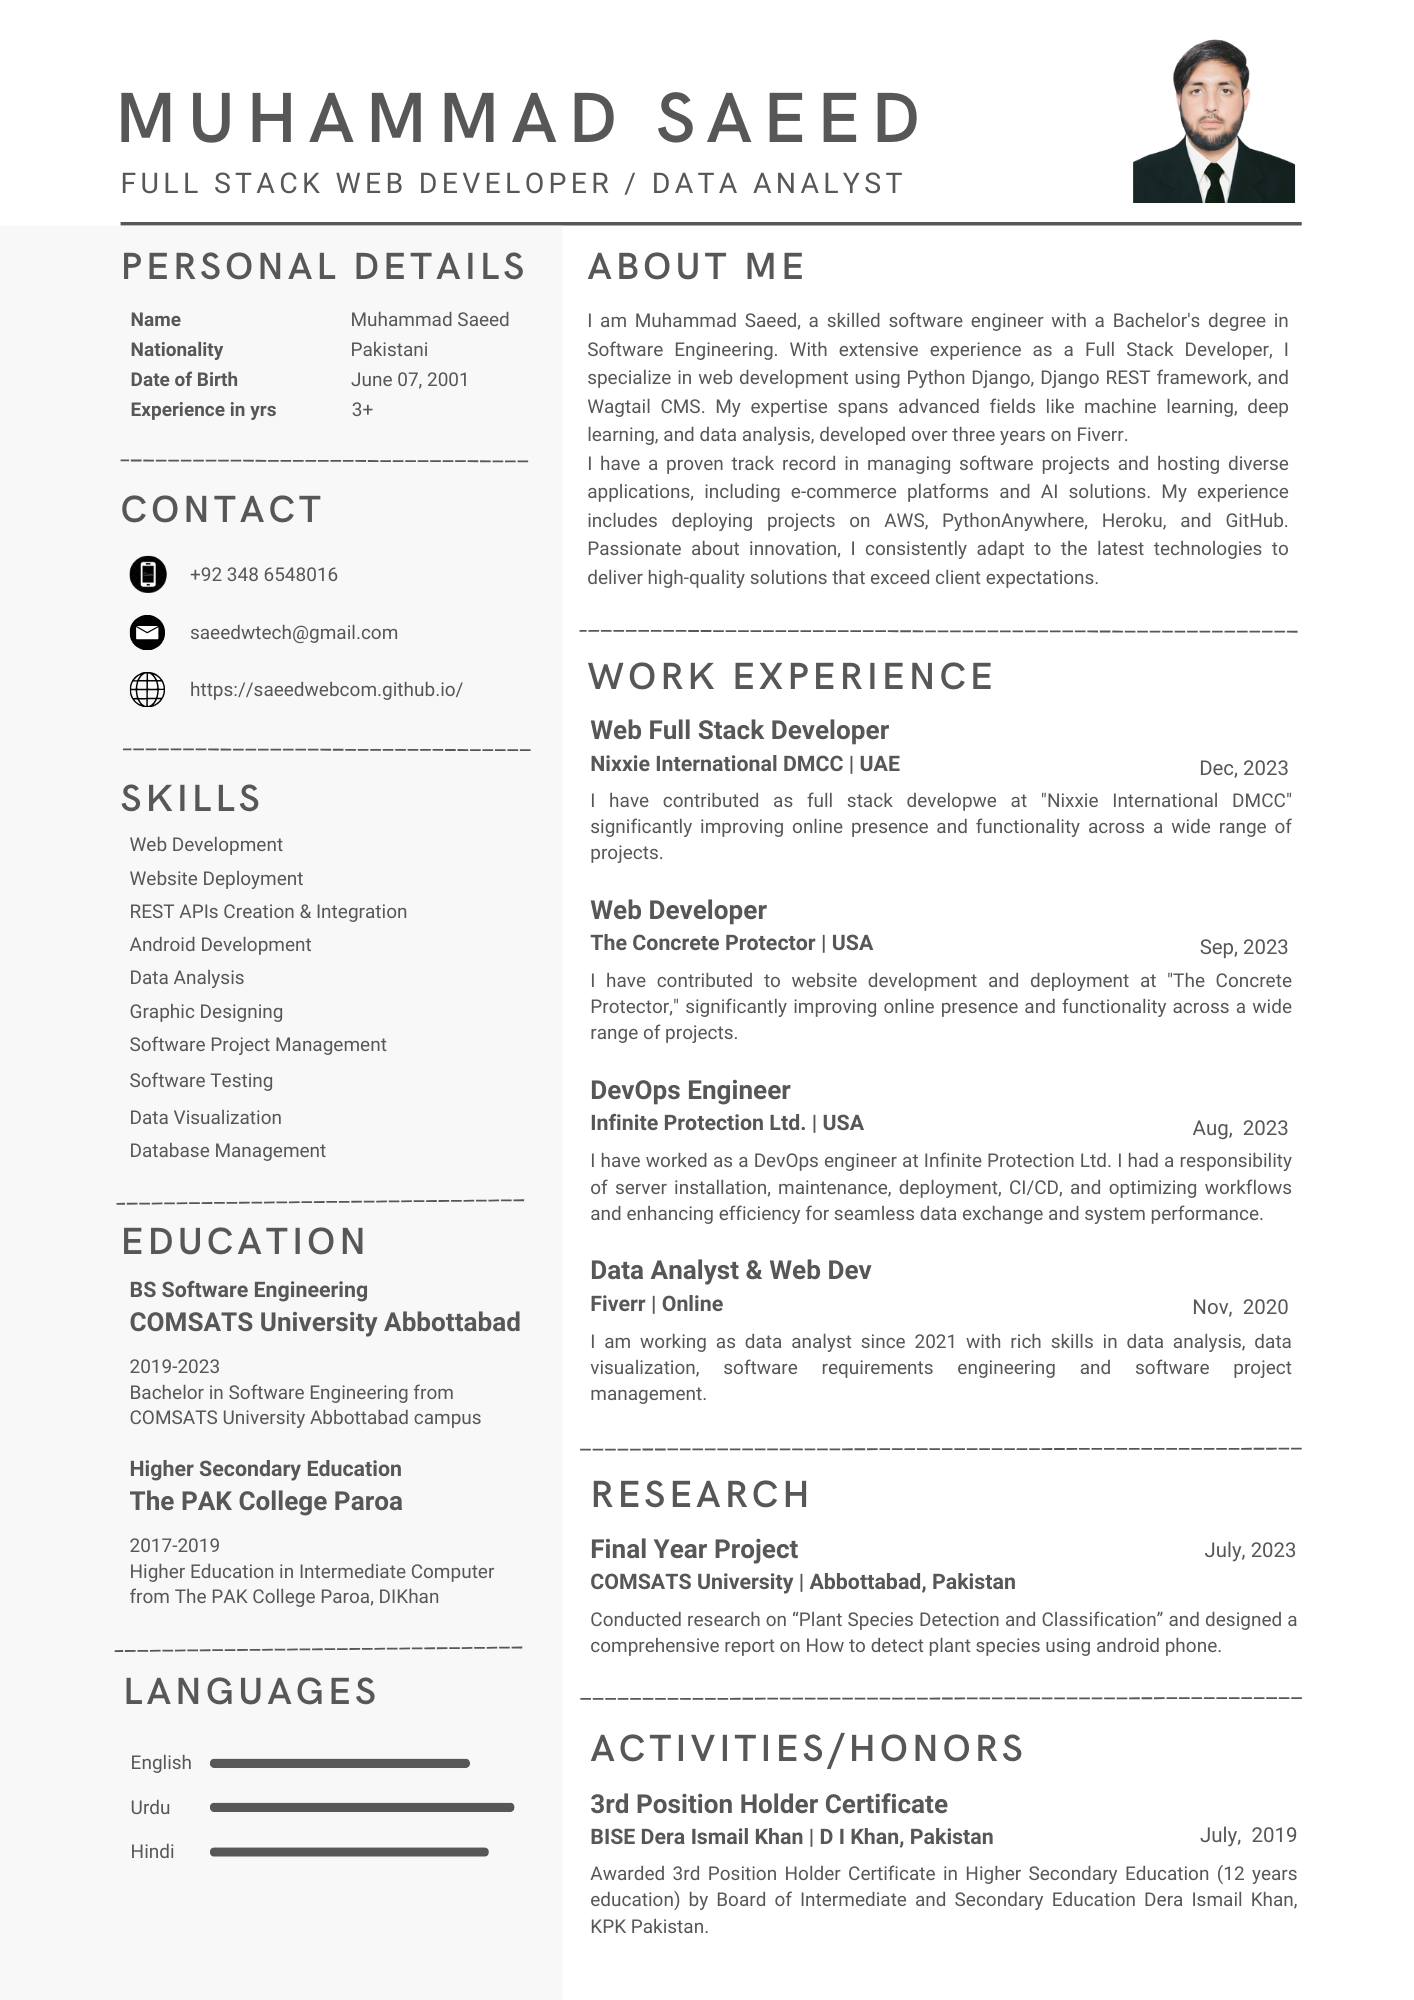 MUHAMMAD SAEED
FULL STACK WEB DEVELOPER / DATA ANALYST
PERSONAL DETAILS
Name Muhammad Saeed
Nationality Pakistani
Date of Birth June 07, 2001
Experience in yrs 3+
CONTACT
+92 348 6548016
saeedwtech@gmail.com
https://saeedwebcom.github.io/
SKILLS
Web Development
Website Deployment
REST APIs Creation & Integration
Android Development
Data Analysis
Graphic Designing
Software Project Management
Software Testing
Data Visualization
Database Management
EDUCATION
BS Software Engineering
COMSATS University Abbottabad
2019-2023
Bachelor in Software Engineering from
COMSATS University Abbottabad campus
Higher Secondary Education
The PAK College Paroa
2017-2019
Higher Education in Intermediate Computer
from The PAK College Paroa, DIKhan
LANGUAGES
English
Urdu
Hindi
ABOUT ME
I am Muhammad Saeed, a skilled software engineer with a Bachelor's degree in
Software Engineering. With extensive experience as a Full Stack Developer, I
specialize in web development using Python Django, Django REST framework, and
Wagtail CMS. My expertise spans advanced fields like machine learning, deep
learning, and data analysis, developed over three years on Fiverr.
I have a proven track record in managing software projects and hosting diverse
applications, including e-commerce platforms and AI solutions. My experience
includes deploying projects on AWS, PythonAnywhere, Heroku, and GitHub.
Passionate about innovation, I consistently adapt to the latest technologies to
deliver high-quality solutions that exceed client expectations.
WORK EXPERIENCE
Web Full Stack Developer
Nixxie International DMCC | UAE Dec, 2023
I have contributed as full stack developwe at "Nixxie International DMCC"
significantly improving online presence and functionality across a wide range of
projects.
Web Developer
The Concrete Protector | USA Sep, 2023
I have contributed to website development and deployment at "The Concrete
Protector," significantly improving online presence and functionality across a wide
range of projects.
DevOps Engineer
Infinite Protection Ltd. | USA Aug, 2023
I have worked as a DevOps engineer at Infinite Protection Ltd. I had a responsibility
of server installation, maintenance, deployment, CI/CD, and optimizing workflows
and enhancing efficiency for seamless data exchange and system performance.
Data Analyst & Web Dev
Fiverr | Online Nov, 2020
I am working as data analyst since 2021 with rich skills in data analysis, data
visualization, software requirements engineering and software project
management.
RESEARCH
Final Year Project July, 2023
COMSATS University | Abbottabad, Pakistan
Conducted research on “Plant Species Detection and Classification” and designed a
comprehensive report on How to detect plant species using android phone.
ACTIVITIES/HONORS
3rd Position Holder Certificate
BISE Dera Ismail Khan | D I Khan, Pakistan July, 2019
Awarded 3rd Position Holder Certificate in Higher Secondary Education (12 years
education) by Board of Intermediate and Secondary Education Dera Ismail Khan,
KPK Pakistan.